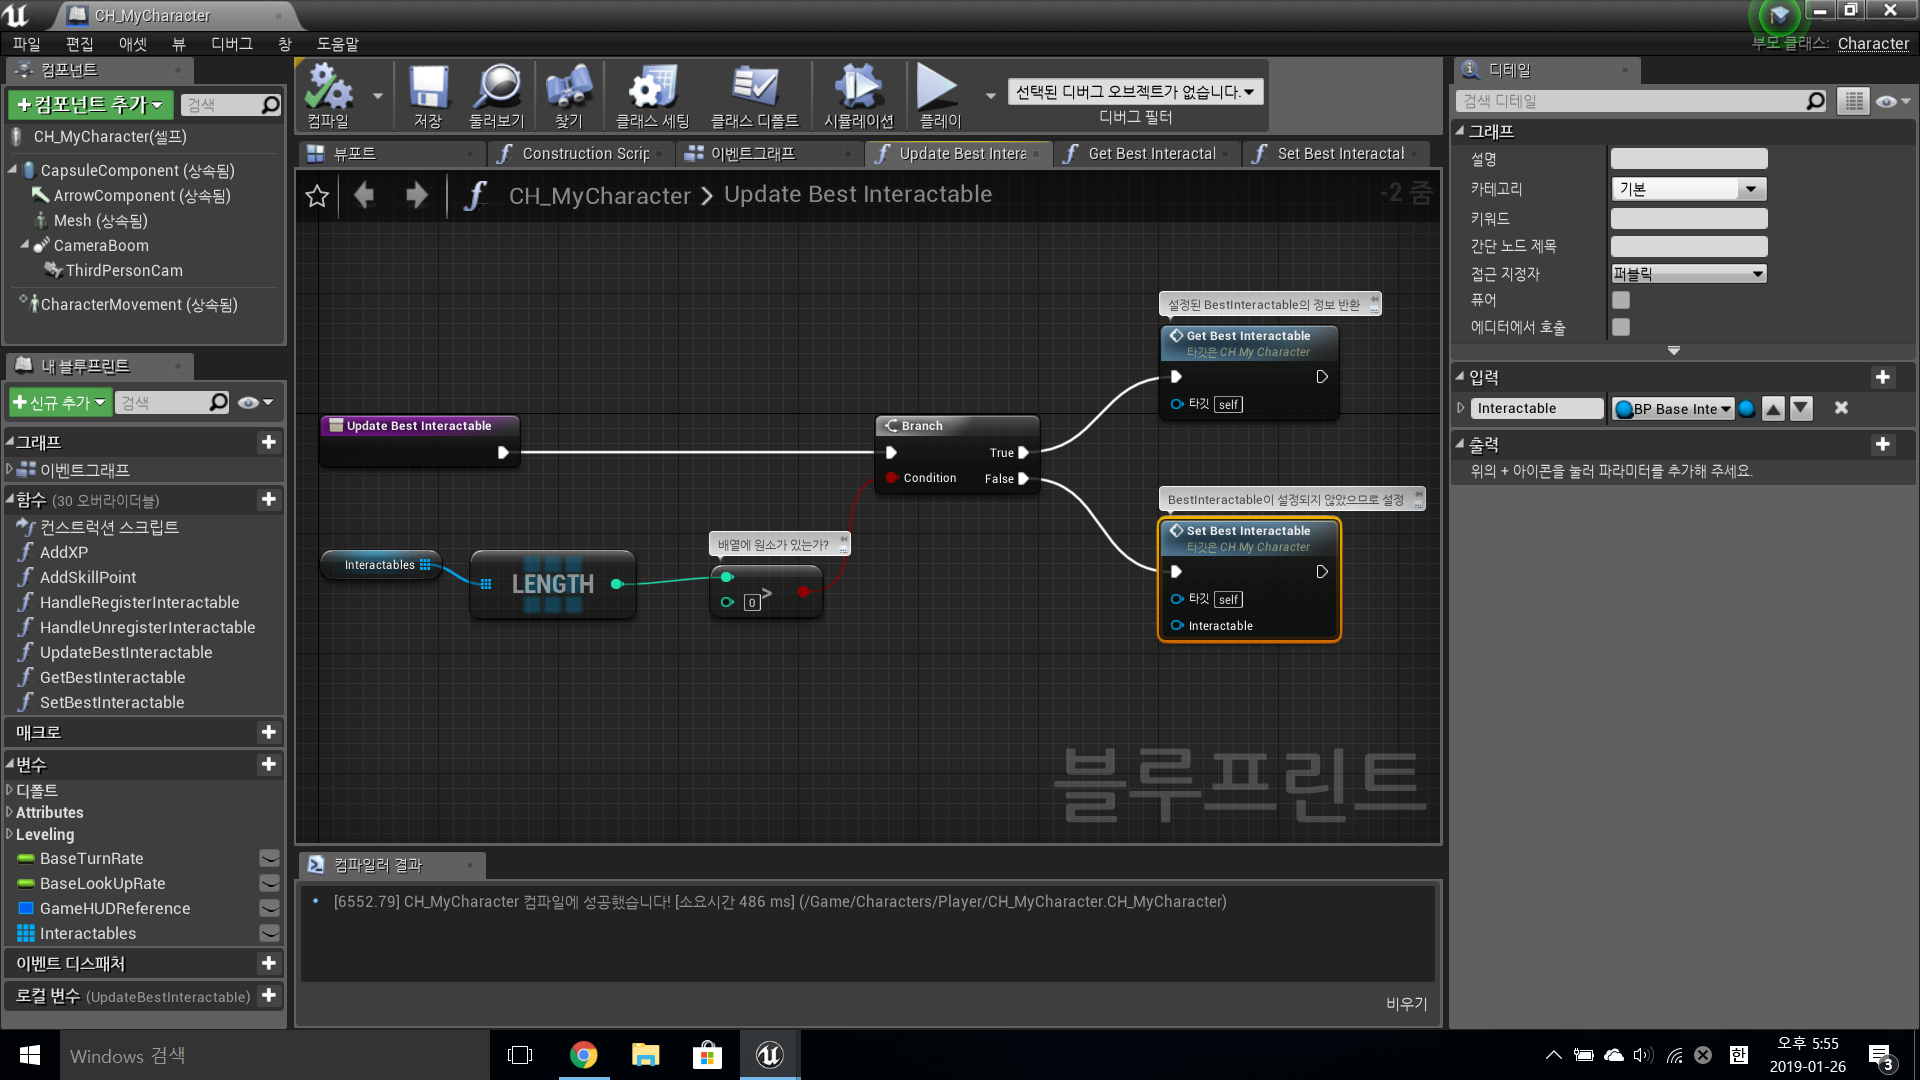 CH_MyCharacter
파일 편집 애셋 뷰 디버그 창 도움말
부모 클래스: Character
컴포넌트
+컴포넌트 추가
검색
CH_MyCharacter(셀프)
CapsuleComponent (상속됨)
ArrowComponent (상속됨)
Mesh (상속됨)
CameraBoom
ThirdPersonCam
CharacterMovement (상속됨)
내 블루프린트
+신규 추가
검색
그래프
이벤트그래프
함수 (30 오버라이더블)
컨스트럭션 스크립트
AddXP
AddSkillPoint
HandleRegisterInteractable
HandleUnregisterInteractable
UpdateBestInteractable
GetBestInteractable
SetBestInteractable
매크로
변수
디폴트
Attributes
Leveling
BaseTurnRate
BaseLookUpRate
GameHUDReference
Interactables
이벤트 디스패처
로컬 변수 (UpdateBestInteractable)
컴파일 저장 둘러보기 찾기 클래스 세팅 클래스 디폴트 시뮬레이션 플레이
선택된 디버그 오브젝트가 없습니다.
디버그 필터
뷰포트
Construction Scrip
이벤트그래프
Update Best Intera
Get Best Interactal
Set Best Interactal
CH_MyCharacter > Update Best Interactable
-2 줌
설정된 BestInteractable의 정보 반환
Get Best Interactable
타깃은 CH My Character
타깃 self
Update Best Interactable
Branch
True
Condition
False
BestInteractable이 설정되지 않았으므로 설정
Set Best Interactable
타깃은 CH My Character
타깃 self
Interactable
Interactables
LENGTH
배열에 원소가 있는가?
>
0
블루프린트
컴파일러 결과
[6552.79] CH_MyCharacter 컴파일에 성공했습니다! [소요시간 486 ms] (/Game/Characters/Player/CH_MyCharacter.CH_MyCharacter)
비우기
디테일
검색 디테일
그래프
설명
카테고리 기본
키워드
간단 노드 제목
접근 지정자 퍼블릭
퓨어
에디터에서 호출
입력
Interactable BP Base Inte
출력
위의 + 아이콘을 눌러 파라미터를 추가해 주세요.
Windows 검색
한
오후 5:55
2019-01-26
3